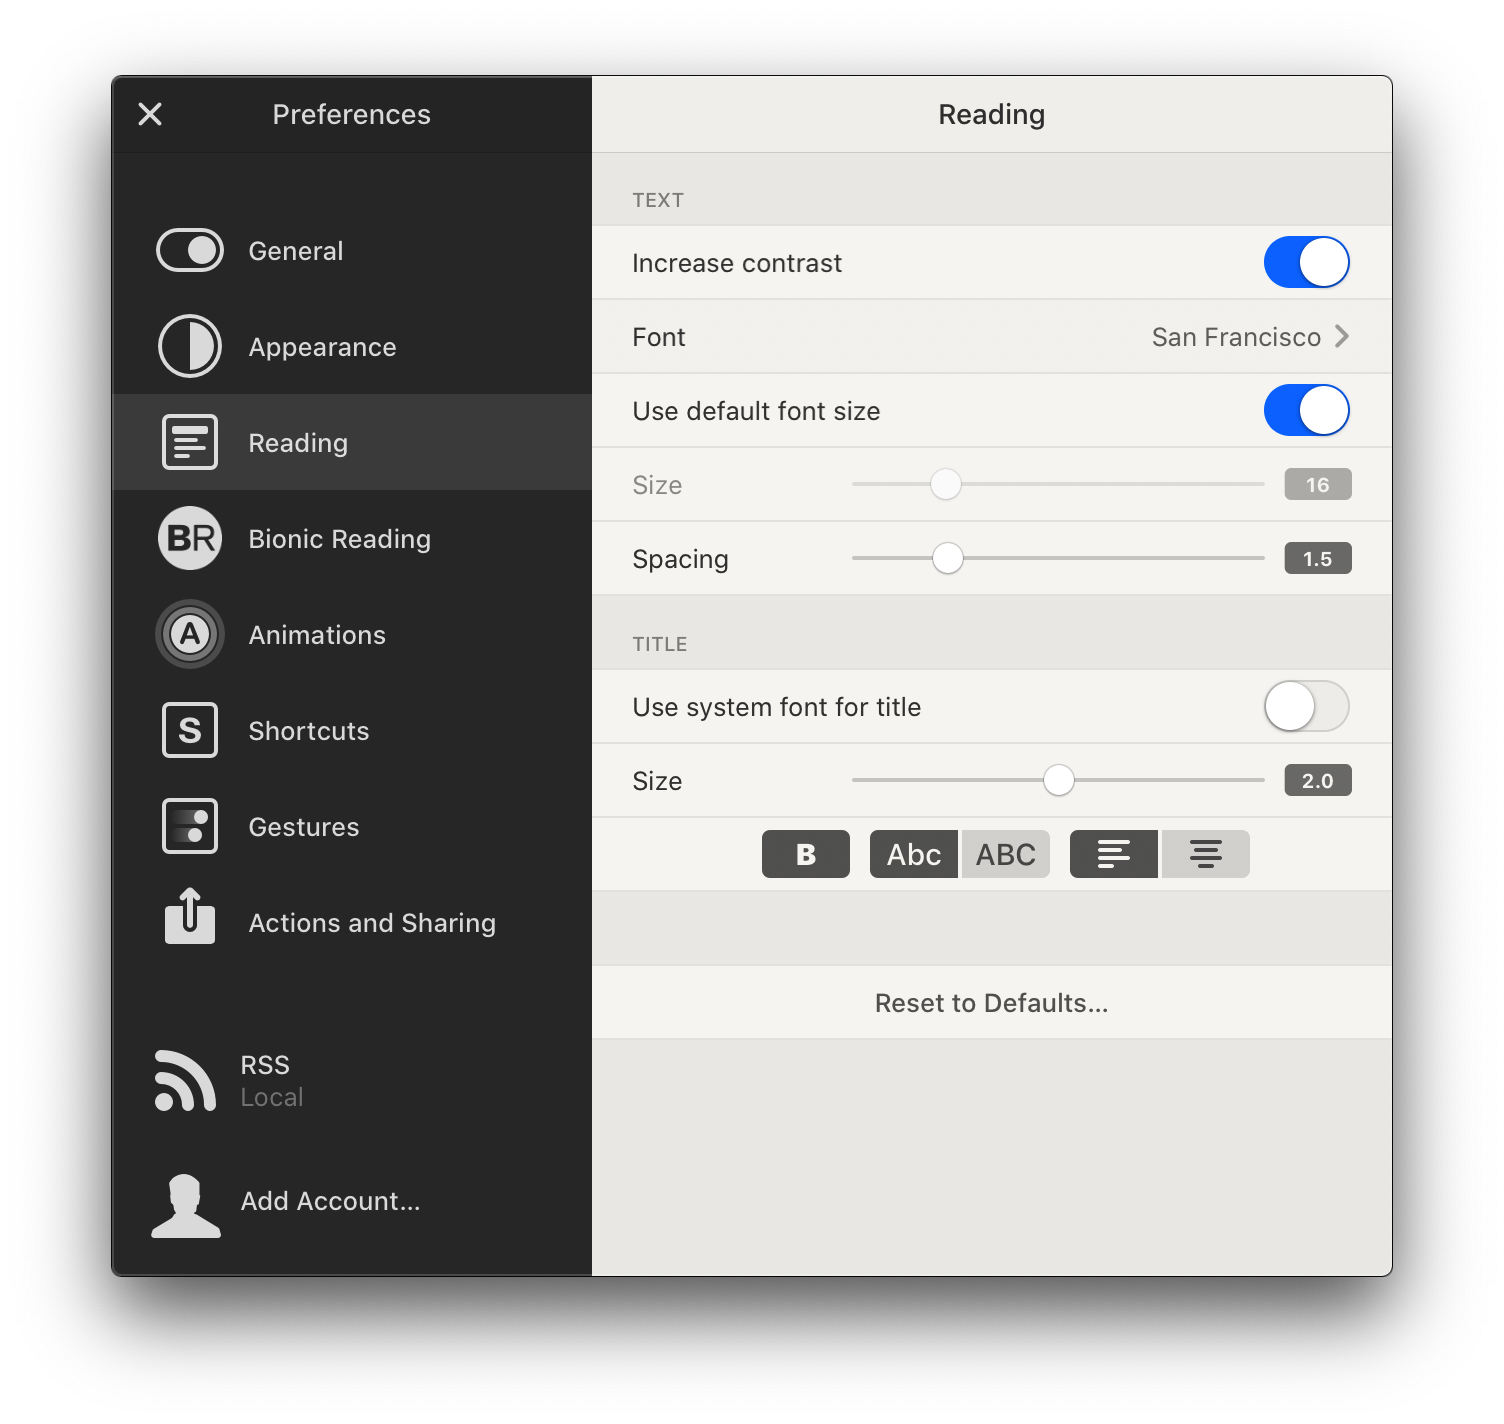 Preferences
General
Appearance
Reading
BR Bionic Reading
A Animations
S Shortcuts
Gestures
Actions and Sharing
RSS
Local
Add Account...
Reading
TEXT
Increase contrast
Font San Francisco
Use default font size
Size 16
Spacing 1.5
TITLE
Use system font for title
Size 2.0
B Abc ABC
Reset to Defaults...